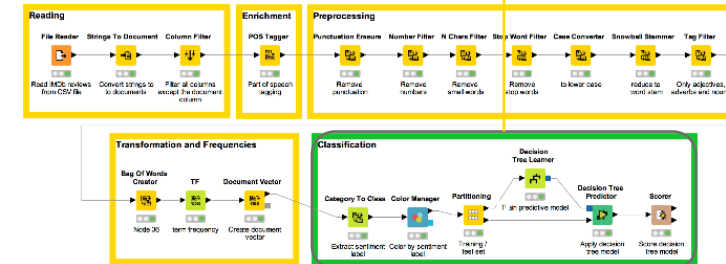 Reading
Enrichment
Preprocessing
File Reader Strings To Document Column Filter
POS Tagger
Punctuation Erasure Number Filter N Chars Filter Stop Word Filter Case Converter Snowball Stemmer Tag Filter
Read IMDb reviews Convert strings to Filter all columns
from CSV file to documents except the document
column
Part of speech
tagging
Remove Remove Remove Remove to lower case reduce to Only adjectives,
punctuation numbers small words stop words word stem adverbs and
Transformation and Frequencies
Classification
Bag Of Words
Creator TF Document Vector
Node 36 term frequency Create document
vector
Decision
Tree Learner
Category To Class Color Manager Partitioning
Decision Tree
Predictor Scorer
Train predictive model
Extract sentiment Color by sentiment Training / Apply decision Score decision
label label test set tree model tree model